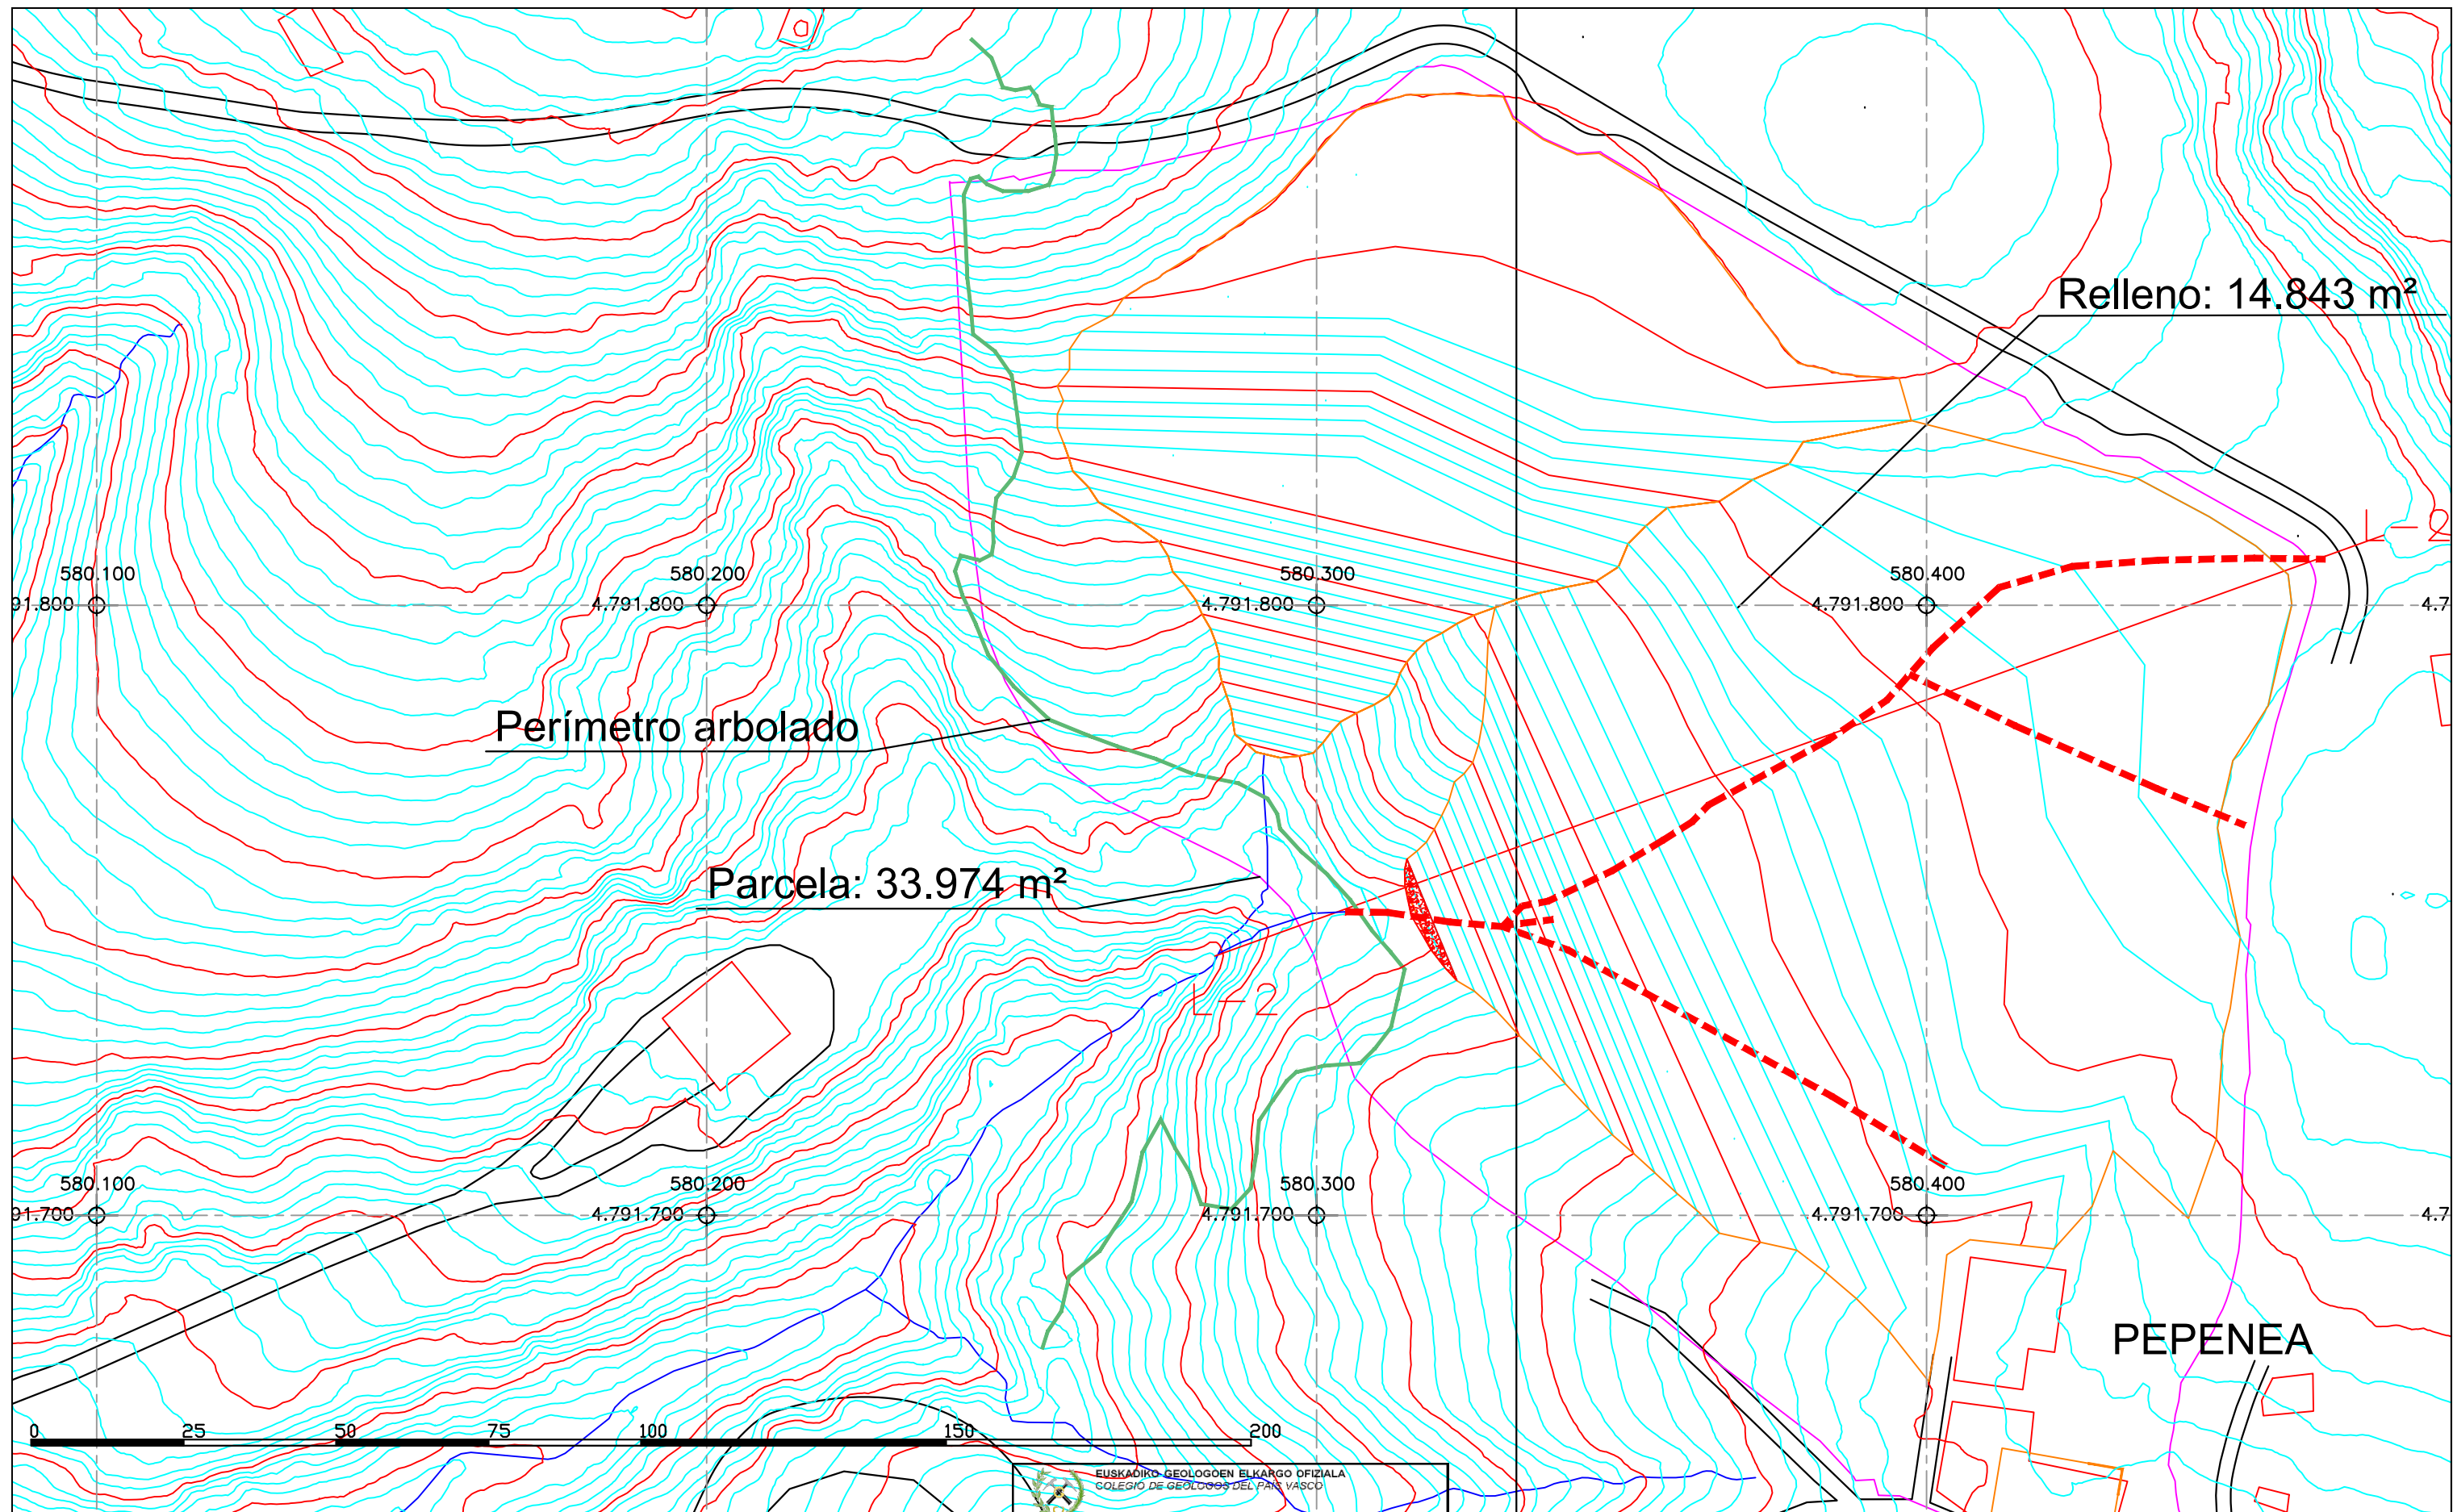 Relleno: 14.843 m²
L-2
580.100
580.200
580.300
580.400
91.800
4.791.800
4.791.800
4.791.800
4.7
Perímetro arbolado
Parcela: 33.974 m²
L-2
580.100
580.200
580.300
580.400
91.700
4.791.700
4.791.700
4.791.700
4.7
PEPENEA
0 25 50 75 100 150 200
EUSKADIKO GEOLOGOEN ELKARGO OFIZIALA
COLEGIO DE GEÓLOGOS DEL PAÍS VASCO